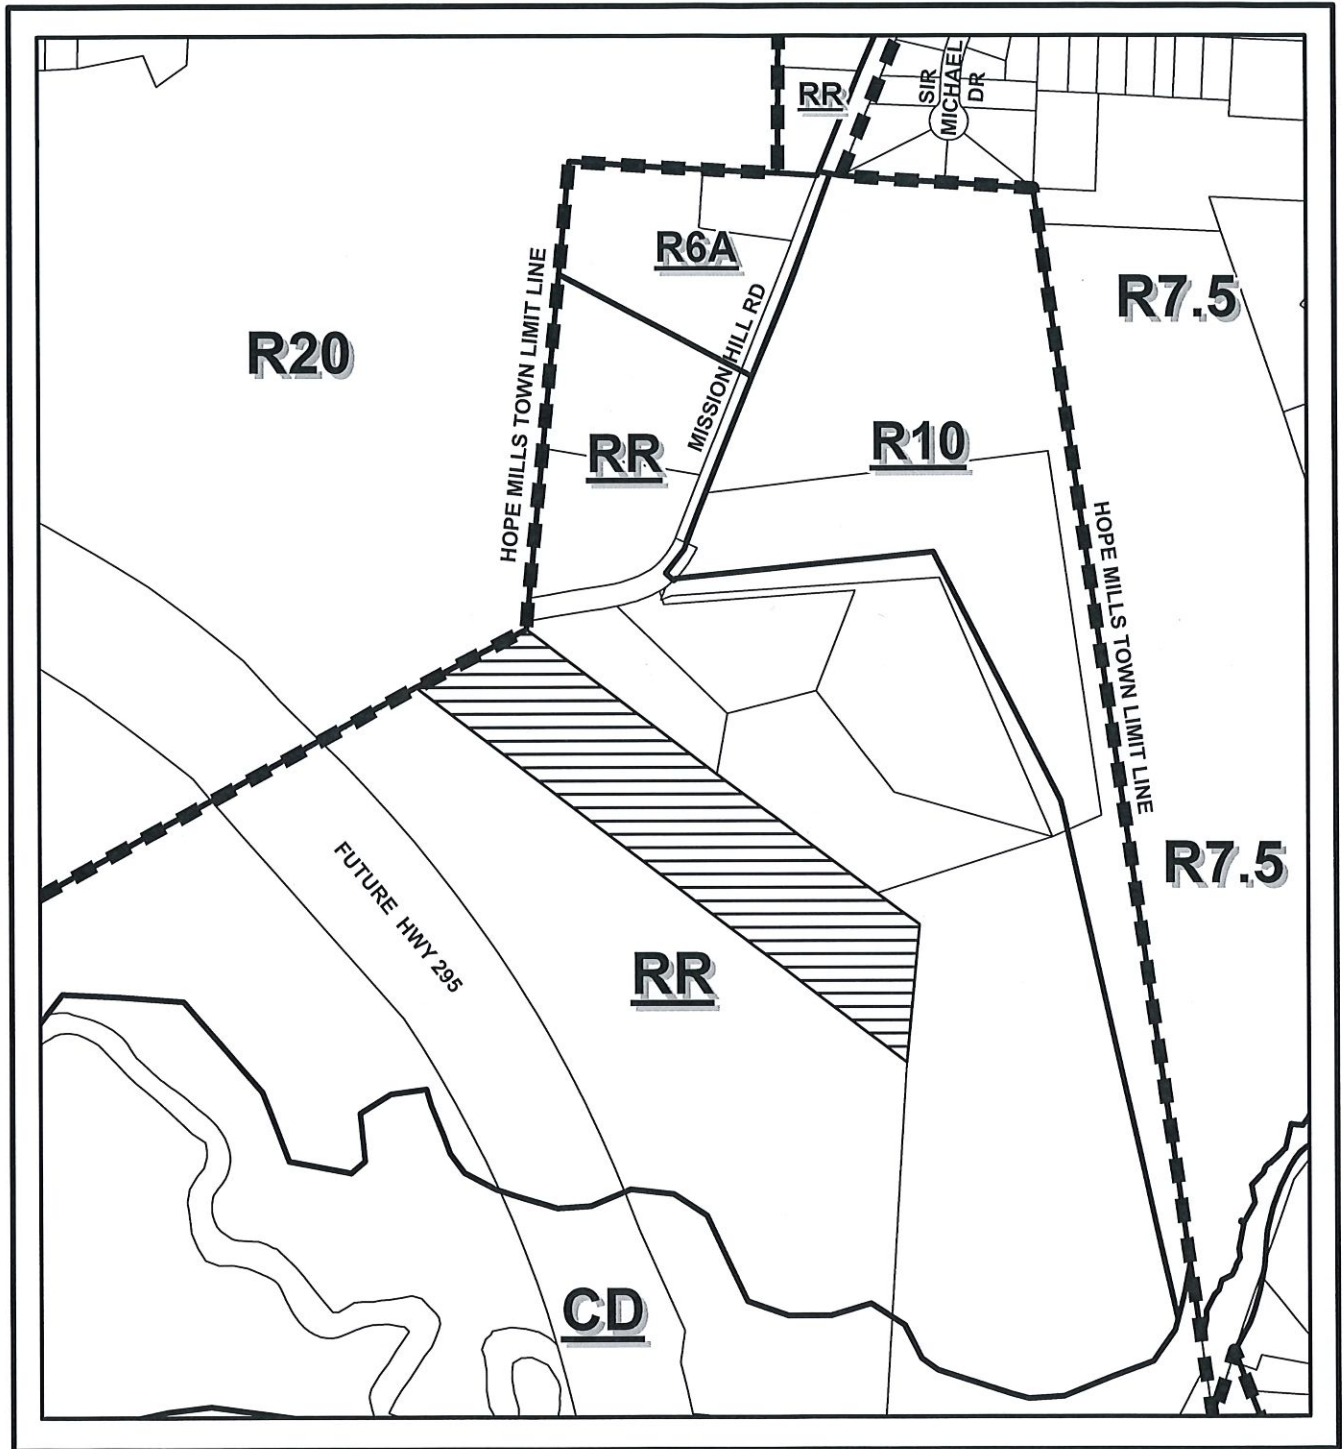 SIR
MICHAEL
DR
RR
R6A
HOPE MILLS TOWN LIMIT LINE
R7.5
R20
MISSION HILL RD
RR
R10
HOPE MILLS TOWN LIMIT LINE
R7.5
FUTURE HWY 295
RR
CD